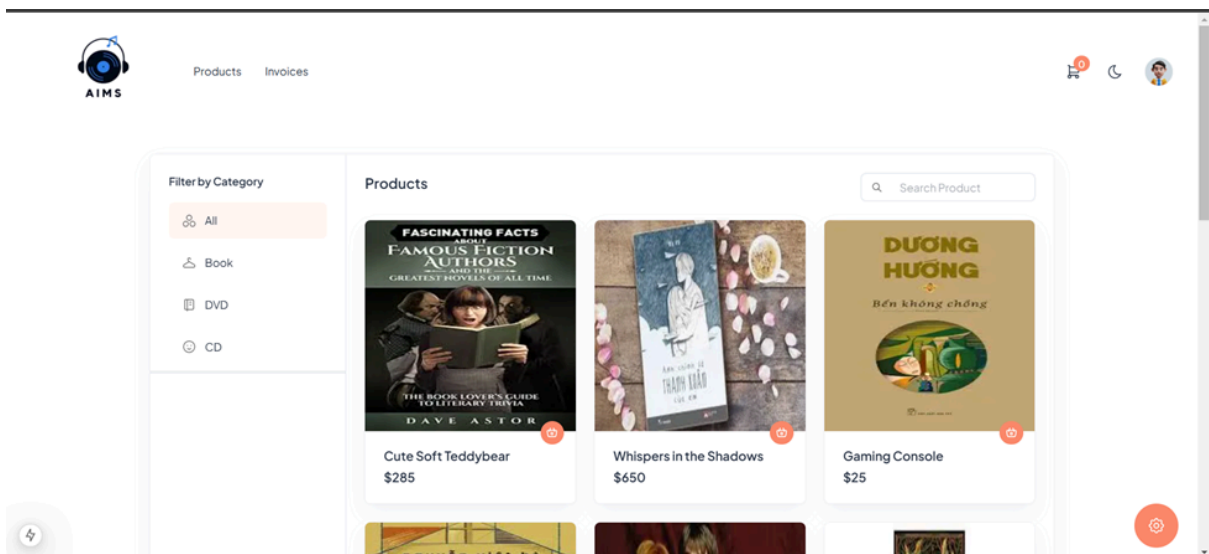 AIMS
Products
Invoices
0
Filter by Category
All
Book
DVD
CD
Products
Search Product
FASCINATING FACTS
ABOUT
FAMOUS FICTION
AUTHORS
AND THE
GREATEST NOVELS OF ALL TIME
THE BOOK LOVER'S GUIDE
TO LITERARY TRIVIA
DAVE ASTOR
THANH XUÂN
DƯƠNG
HƯỚNG
Bến không chồng
Cute Soft Teddybear
$285
Whispers in the Shadows
$650
Gaming Console
$25